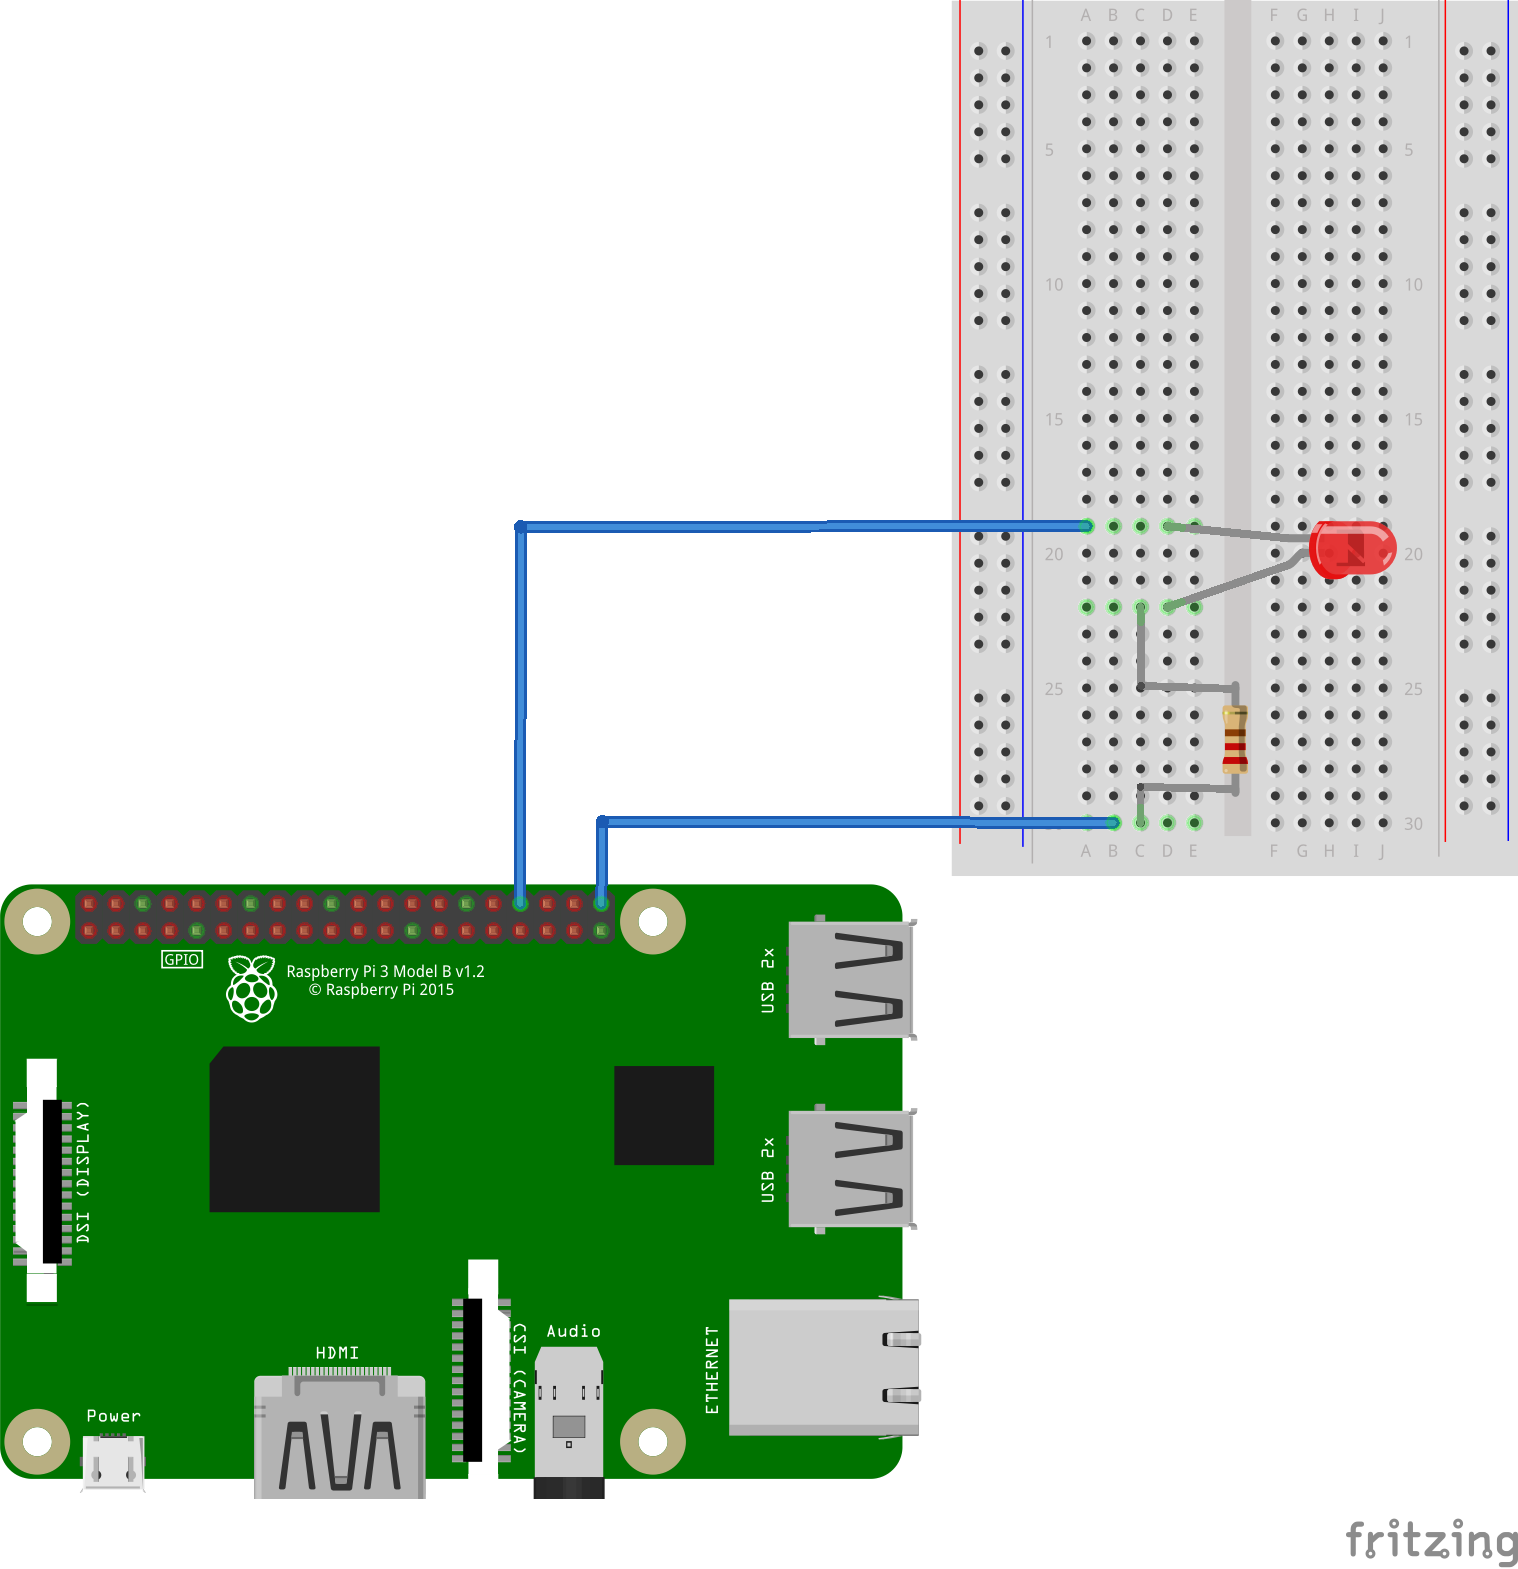 A B C D E F G H I J
1 1
5 5
10 10
15 15
20 20
25 25
30
A B C D E F G H I J
GPIO
Raspberry Pi 3 Model B v1.2
© Raspberry Pi 2015
USB 2x
DSI (DISPLAY)
USB 2x
HDMI
CSI (CAMERA)
Audio
ETHERNET
Power
fritzing